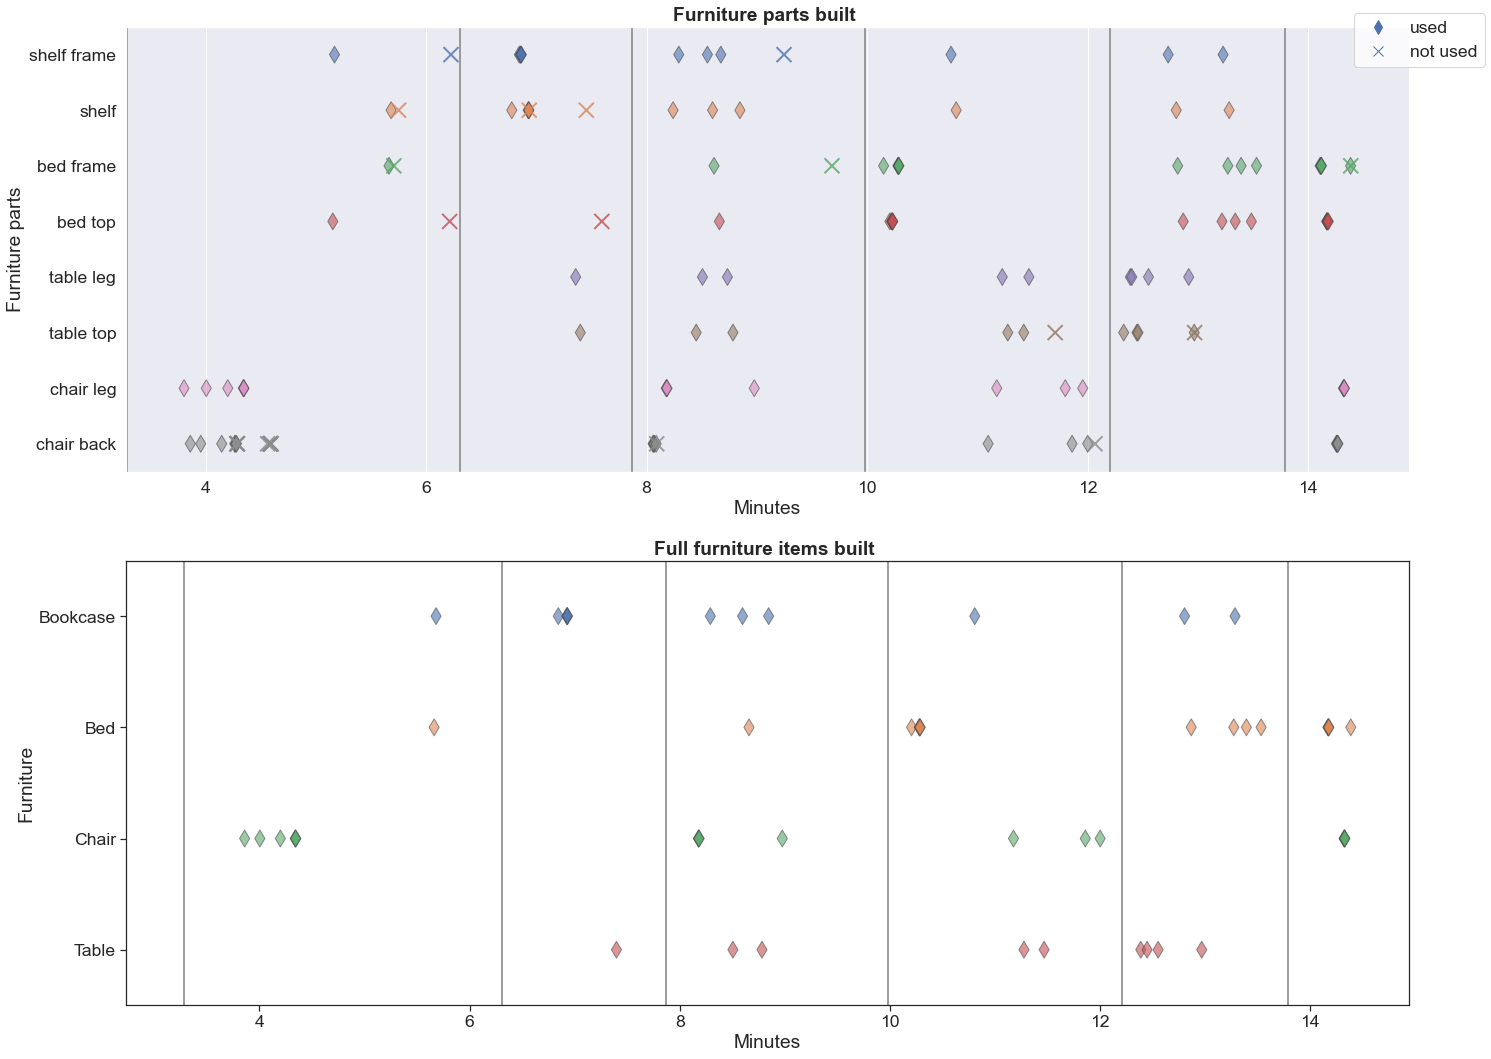 Furniture parts built
used
not used
Furniture parts
shelf frame
shelf
bed frame
bed top
table leg
table top
chair leg
chair back
4 6 8 10 12 14
Minutes
Full furniture items built
Furniture
Bookcase
Bed
Chair
Table
4 6 8 10 12 14
Minutes